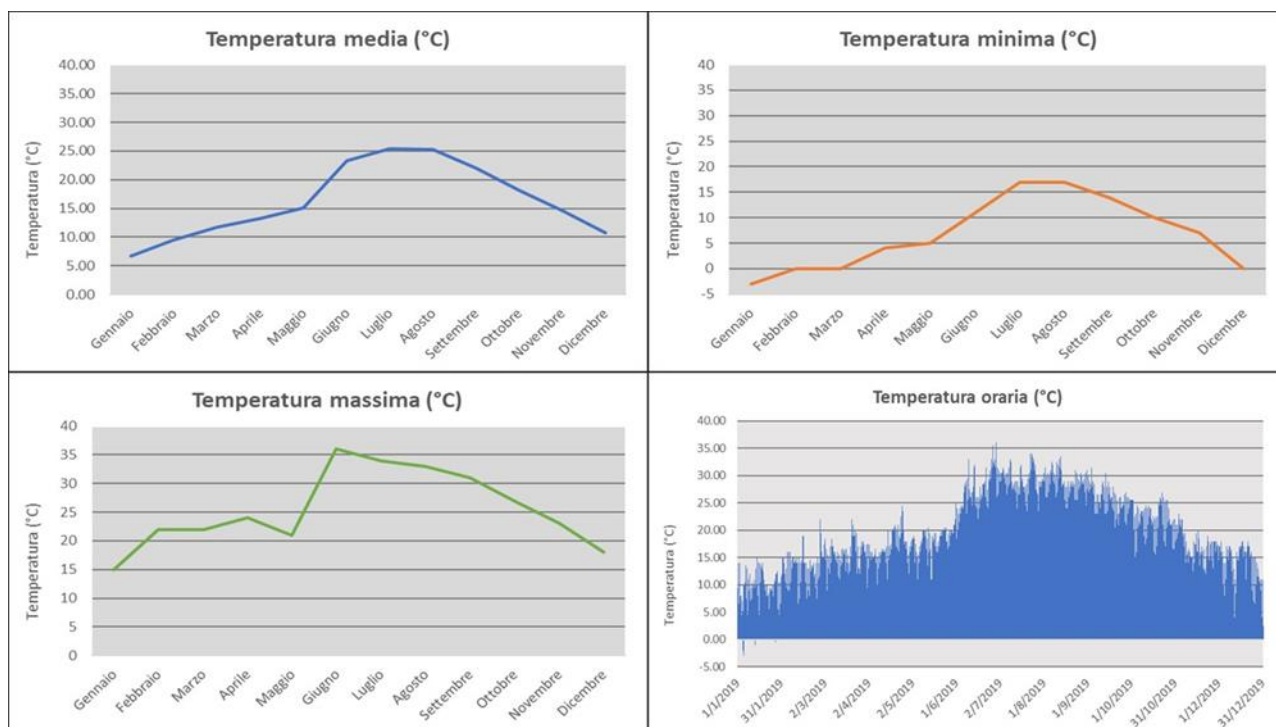 Temperatura media (°C)
40.00
35.00
30.00
25.00
20.00
15.00
10.00
5.00
0.00
Temperatura (°C)
Gennaio
Febbraio
Marzo
Aprile
Maggio
Giugno
Luglio
Agosto
Settembre
Ottobre
Novembre
Dicembre
Temperatura minima (°C)
40
35
30
25
20
15
10
5
0
-5
Temperatura (°C)
Gennaio
Febbraio
Marzo
Aprile
Maggio
Giugno
Luglio
Agosto
Settembre
Ottobre
Novembre
Dicembre
Temperatura massima (°C)
40
35
30
25
20
15
10
5
0
Temperatura (°C)
Gennaio
Febbraio
Marzo
Aprile
Maggio
Giugno
Luglio
Agosto
Settembre
Ottobre
Novembre
Dicembre
Temperatura oraria (°C)
40.00
35.00
30.00
25.00
20.00
15.00
10.00
5.00
0.00
-5.00
Temperatura (°C)
1/1/2019
31/1/2019
2/3/2019
2/4/2019
2/5/2019
1/6/2019
2/7/2019
1/8/2019
1/9/2019
1/10/2019
31/10/2019
1/12/2019
31/12/2019